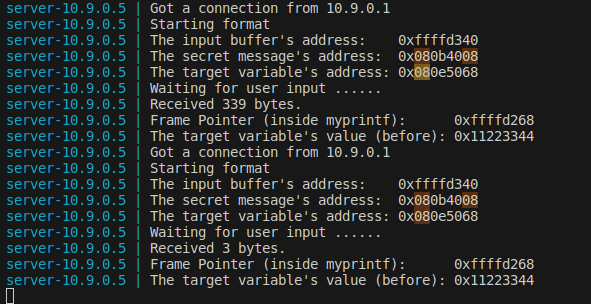 server-10.9.0.5 | Got a connection from 10.9.0.1
server-10.9.0.5 | Starting format
server-10.9.0.5 | The input buffer's address:    0xffffd340
server-10.9.0.5 | The secret message's address:  0x080b4008
server-10.9.0.5 | The target variable's address: 0x080e5068
server-10.9.0.5 | Waiting for user input ......
server-10.9.0.5 | Received 339 bytes.
server-10.9.0.5 | Frame Pointer (inside myprintf):      0xffffd268
server-10.9.0.5 | The target variable's value (before): 0x11223344
server-10.9.0.5 | Got a connection from 10.9.0.1
server-10.9.0.5 | Starting format
server-10.9.0.5 | The input buffer's address:    0xffffd340
server-10.9.0.5 | The secret message's address:  0x080b4008
server-10.9.0.5 | The target variable's address: 0x080e5068
server-10.9.0.5 | Waiting for user input ......
server-10.9.0.5 | Received 3 bytes.
server-10.9.0.5 | Frame Pointer (inside myprintf):      0xffffd268
server-10.9.0.5 | The target variable's value (before): 0x11223344